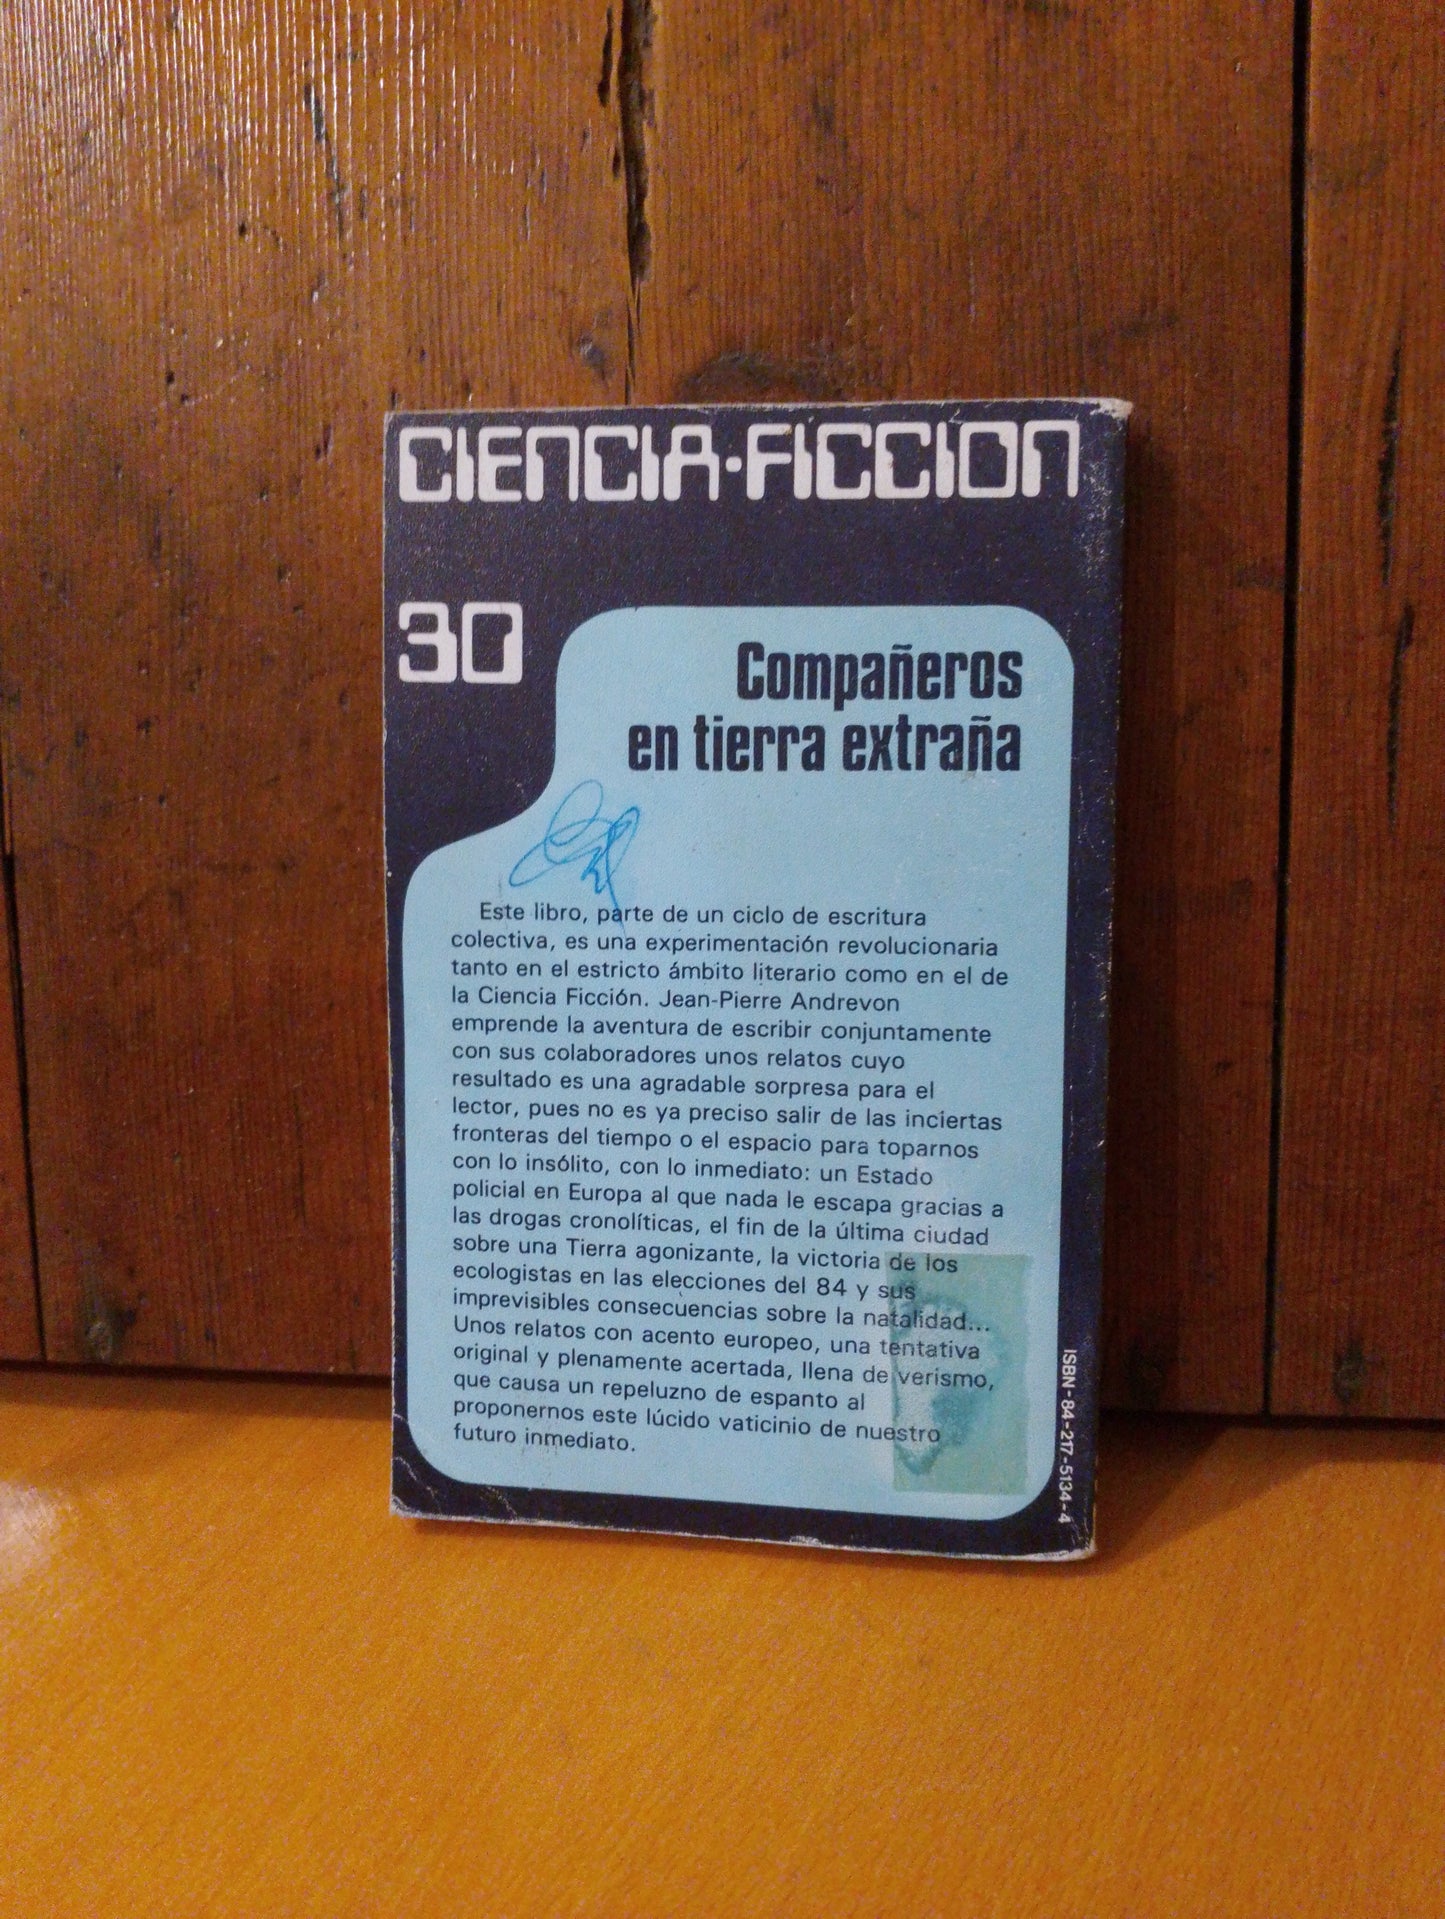 CIENCIA-FICCION
30
Compañeros
en tierra extraña
Este libro, parte de un ciclo de escritura
colectiva, es una experimentación revolucionaria
tanto en el estricto ámbito literario como en el de
la Ciencia Ficción. Jean-Pierre Andrevon
emprende la aventura de escribir conjuntamente
con sus colaboradores unos relatos cuyo
resultado es una agradable sorpresa para el
lector, pues no es ya preciso salir de las inciertas
fronteras del tiempo o el espacio para toparnos
con lo insólito, con lo inmediato: un Estado
policial en Europa al que nada le escapa gracias a
las drogas cronolíticas, el fin de la última ciudad
sobre una Tierra agonizante, la victoria de los
ecologistas en las elecciones del 84 y sus
imprevisibles consecuencias sobre la natalidad...
Unos relatos con acento europeo, una tentativa
original y plenamente acertada, llena de verismo,
que causa un repeluzno de espanto al
proponernos este lúcido vaticinio de nuestro
futuro inmediato.
ISBN-84-217-5134-4